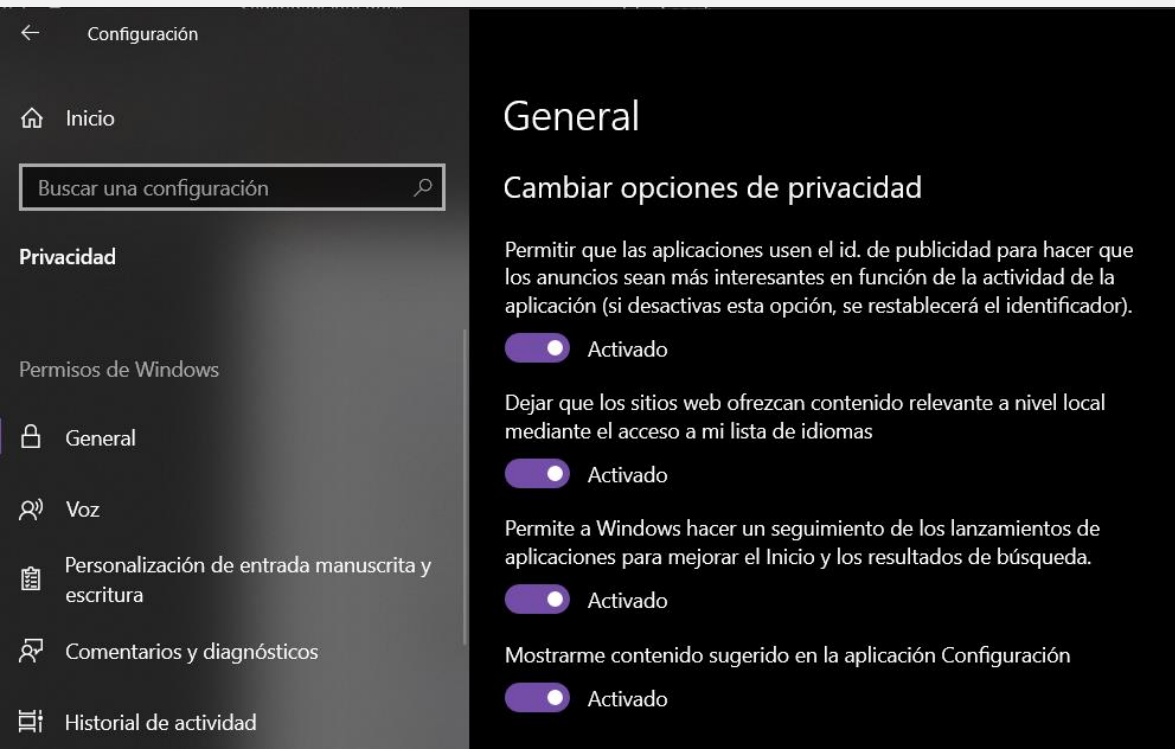 Configuración
Inicio
Buscar una configuración
Privacidad
Permisos de Windows
General
Voz
Personalización de entrada manuscrita y
escritura
Comentarios y diagnósticos
Historial de actividad
General
Cambiar opciones de privacidad
Permitir que las aplicaciones usen el id. de publicidad para hacer que
los anuncios sean más interesantes en función de la actividad de la
aplicación (si desactivas esta opción, se restablecerá el identificador).
Activado
Dejar que los sitios web ofrezcan contenido relevante a nivel local
mediante el acceso a mi lista de idiomas
Activado
Permite a Windows hacer un seguimiento de los lanzamientos de
aplicaciones para mejorar el Inicio y los resultados de búsqueda.
Activado
Mostrarme contenido sugerido en la aplicación Configuración
Activado